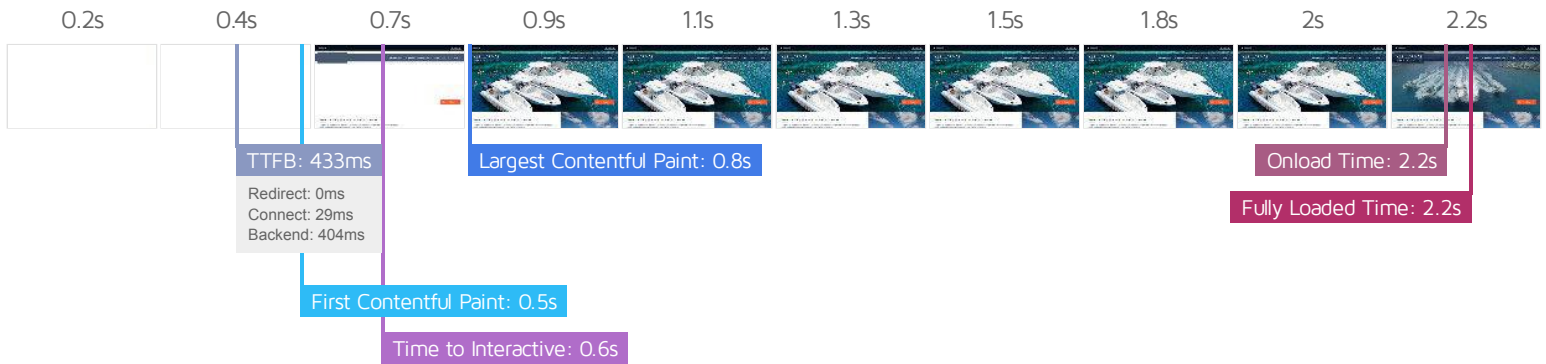 0.2s 0.4s 0.7s 0.9s 1.1s 1.3s 1.5s 1.8s 2s 2.2s
TTFB: 433ms
Redirect: 0ms
Connect: 29ms
Backend: 404ms
Largest Contentful Paint: 0.8s
Onload Time: 2.2s
Fully Loaded Time: 2.2s
First Contentful Paint: 0.5s
Time to Interactive: 0.6s